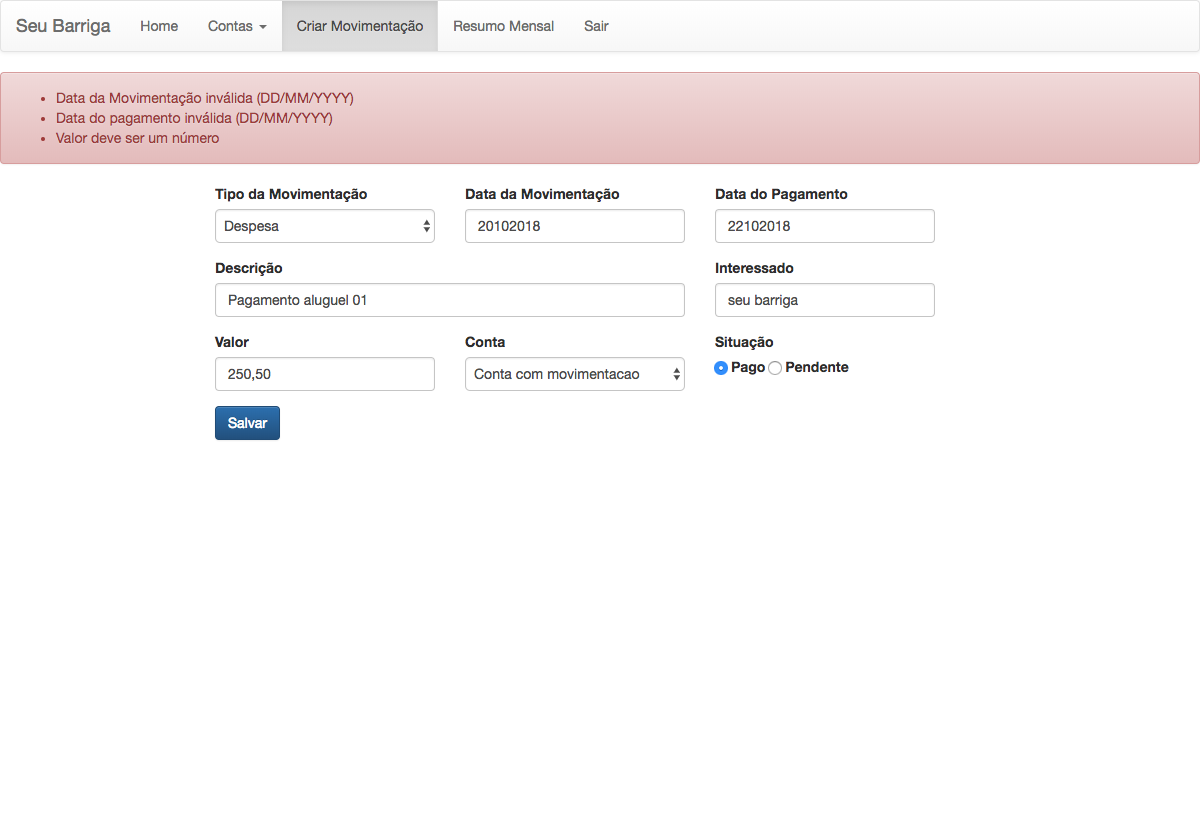 Seu Barriga Home Contas Criar Movimentação Resumo Mensal Sair
Data da Movimentação inválida (DD/MM/YYYY)
Data do pagamento inválida (DD/MM/YYYY)
Valor deve ser um número
Tipo da Movimentação Data da Movimentação Data do Pagamento
Despesa 20102018 22102018
Descrição Interessado
Pagamento aluguel 01 seu barriga
Valor Conta Situação
250,50 Conta com movimentacao Pago Pendente
Salvar